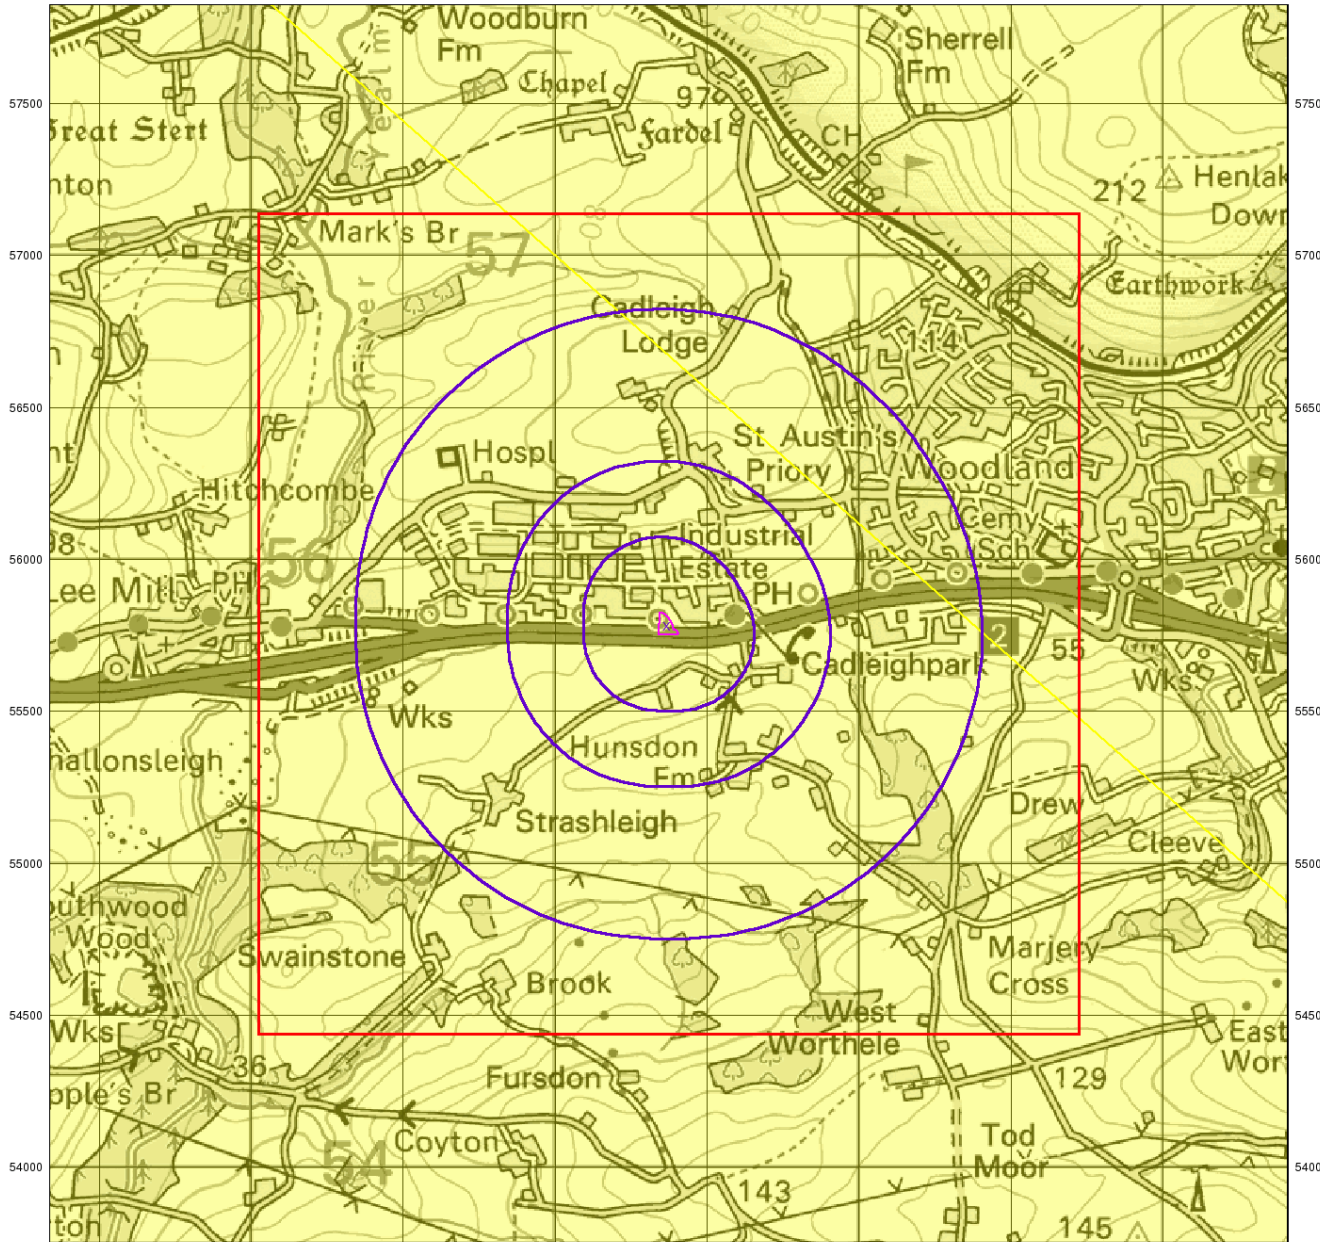 Woodburn
Fm
Sherrell
Fm
Chapel
97
Fardel
CH
Yealm
57500
Great Stert
212
Henlak
Down
Mark's Br
57
57000
Earthwork
River
Cadleigh
Lodge
114
56500
St. Austin's
Priory
Woodland
Hospl
Hitchcombe
Cemy
Sch
Industrial
Estate
56
56000
Lee Mill
PH
PH
2
55
Cadleighpark
Wks
Wks
55500
Hunsdon
Fm
hallonsleigh
Drew
Strashleigh
Cleeve
55
55000
outhwood
Wood
Swainstone
Brook
Marjery
Cross
West
Worthele
East
Wor
Wks
54500
36
Fursdon
129
pple's Br
Coyton
Tod
Moor
54
54000
143
145
ton